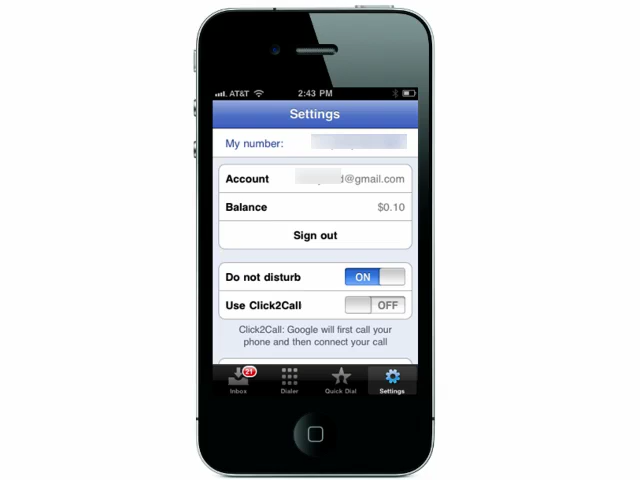 AT&T 2:43 PM
Settings
My number:
Account d@gmail.com
Balance $0.10
Sign out
Do not disturb ON
Use Click2Call OFF
Click2Call: Google will first call your
phone and then connect your call
21
Inbox Dialer Quick Dial Settings